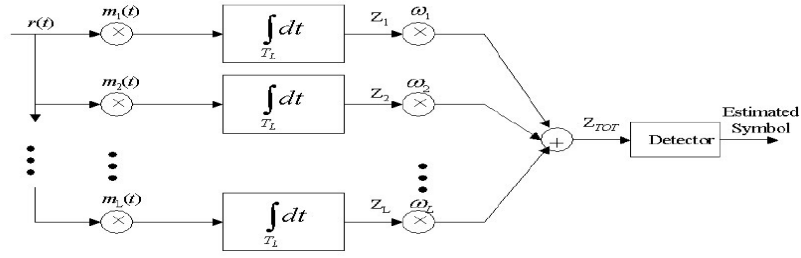 r(t) m₁(t) ∫dt T_L Z₁ ω₁
m₂(t) ∫dt T_L Z₂ ω₂
Z_TOT Detector Estimated Symbol
m_L(t) ∫dt T_L Z_L ω_L